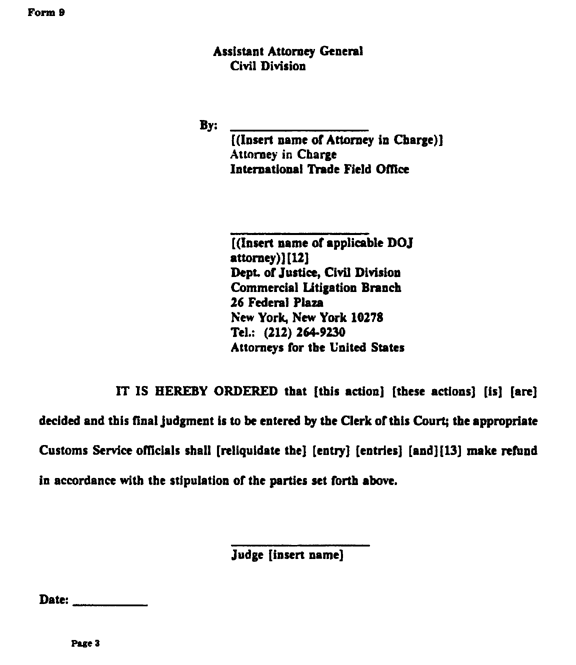 Form 9
Assistant Attorney General
Civil Division
By: ____________________
[(Insert name of Attorney in Charge)]
Attorney in Charge
International Trade Field Office
____________________
[(Insert name of applicable DOJ
attorney)][12]
Dept. of Justice, Civil Division
Commercial Litigation Branch
26 Federal Plaza
New York, New York 10278
Tel.: (212) 264-9230
Attorneys for the United States
IT IS HEREBY ORDERED that [this action] [these actions] [is] [are]
decided and this final judgment is to be entered by the Clerk of this Court; the appropriate
Customs Service officials shall [reliquidate the] [entry] [entries] [and][13] make refund
in accordance with the stipulation of the parties set forth above.
____________________
Judge [insert name]
Date: ___________
Page 3